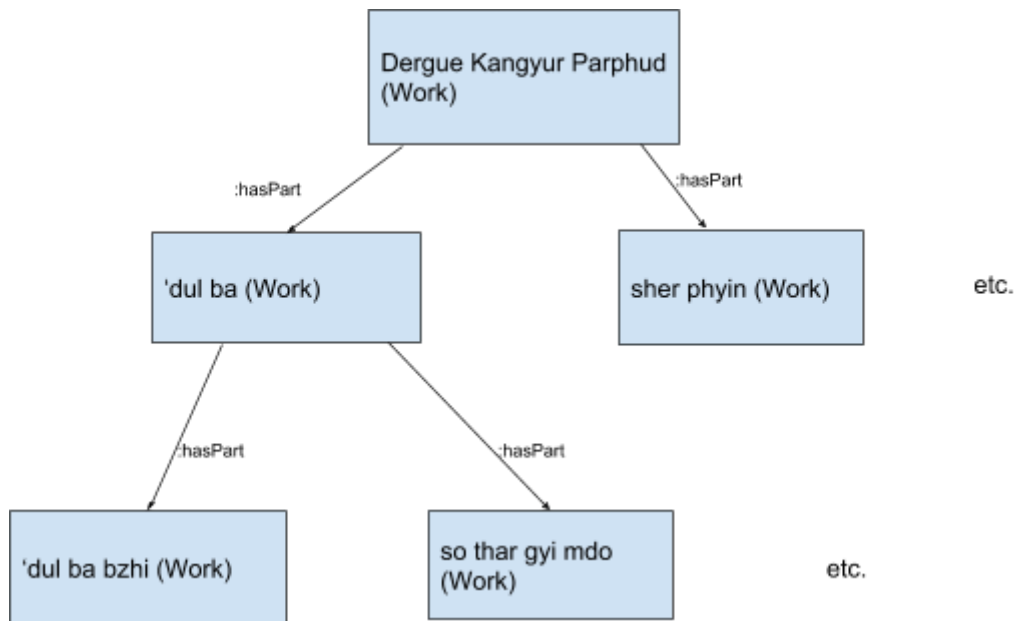 Dergue Kangyur Parphud
(Work)
:hasPart
:hasPart
'dul ba (Work)
sher phyin (Work)
etc.
:hasPart
:hasPart
‘dul ba bzhi (Work)
so thar gyi mdo
(Work)
etc.